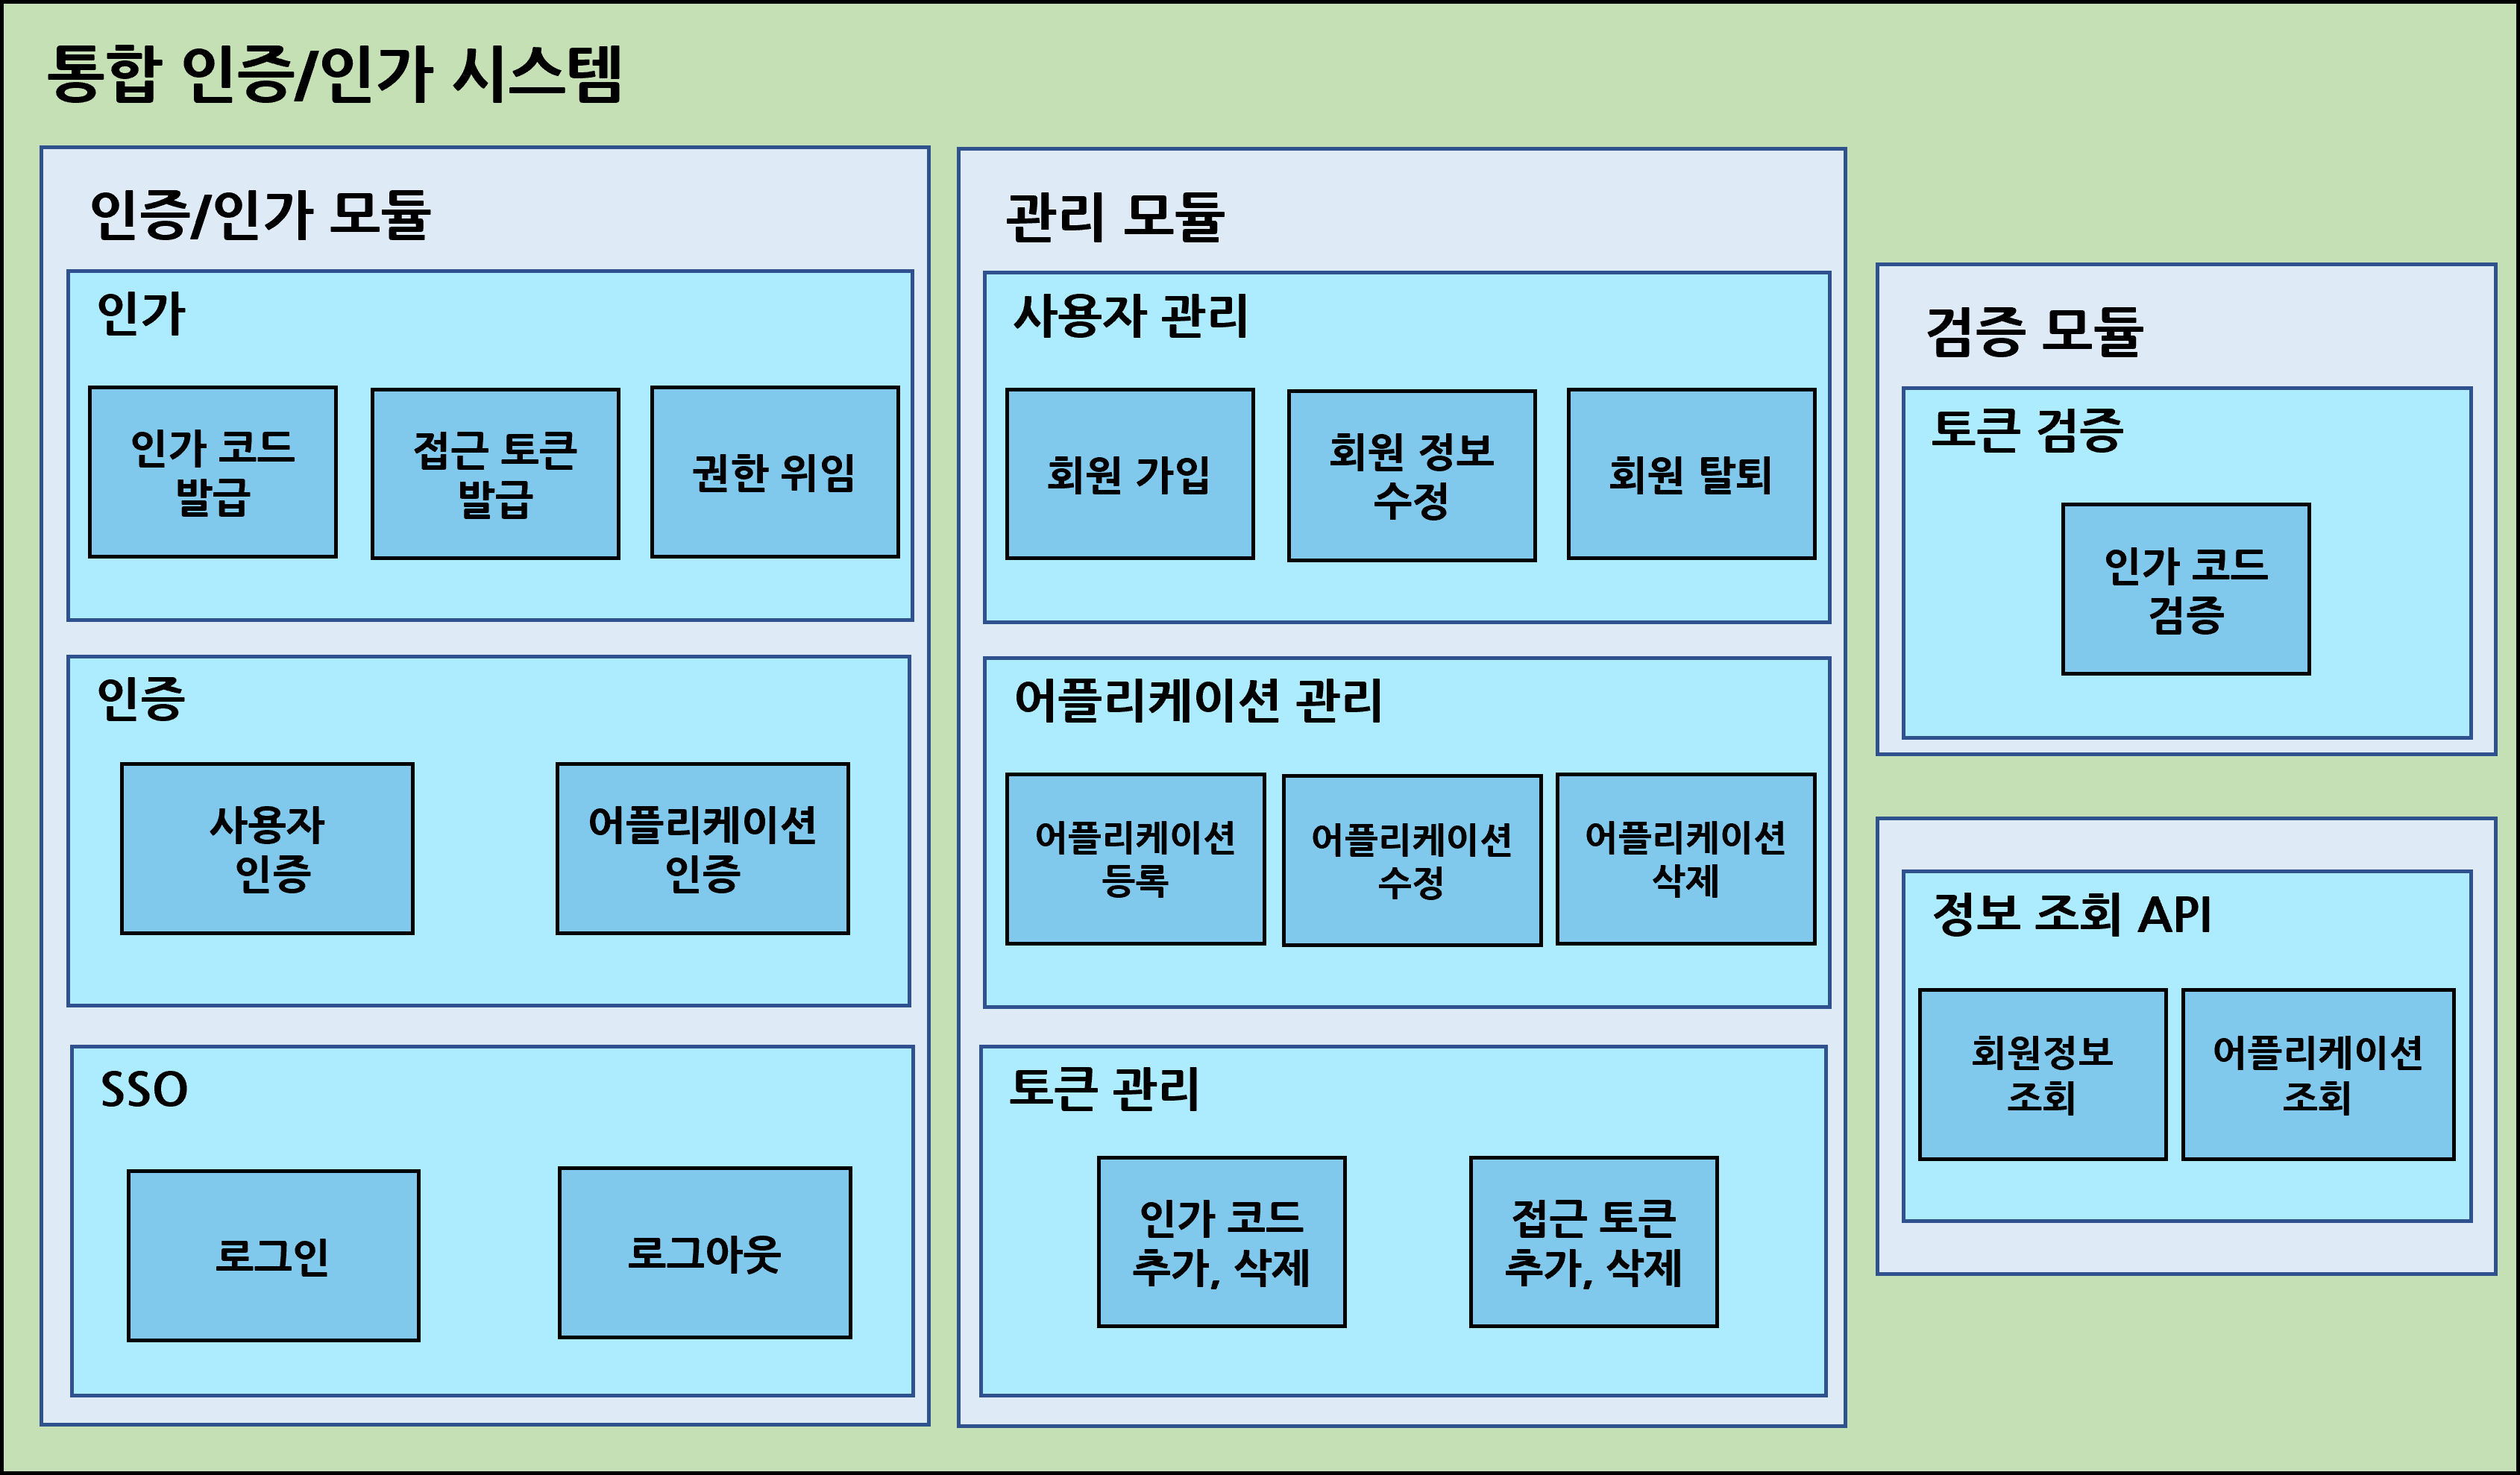 통합 인증/인가 시스템
인증/인가 모듈
인가
인가 코드
발급
접근 토큰
발급
권한 위임
인증
사용자
인증
어플리케이션
인증
SSO
로그인
로그아웃
관리 모듈
사용자 관리
회원 가입
회원 정보
수정
회원 탈퇴
어플리케이션 관리
어플리케이션
등록
어플리케이션
수정
어플리케이션
삭제
토큰 관리
인가 코드
추가, 삭제
접근 토큰
추가, 삭제
검증 모듈
토큰 검증
인가 코드
검증
정보 조회 API
회원정보
조회
어플리케이션
조회